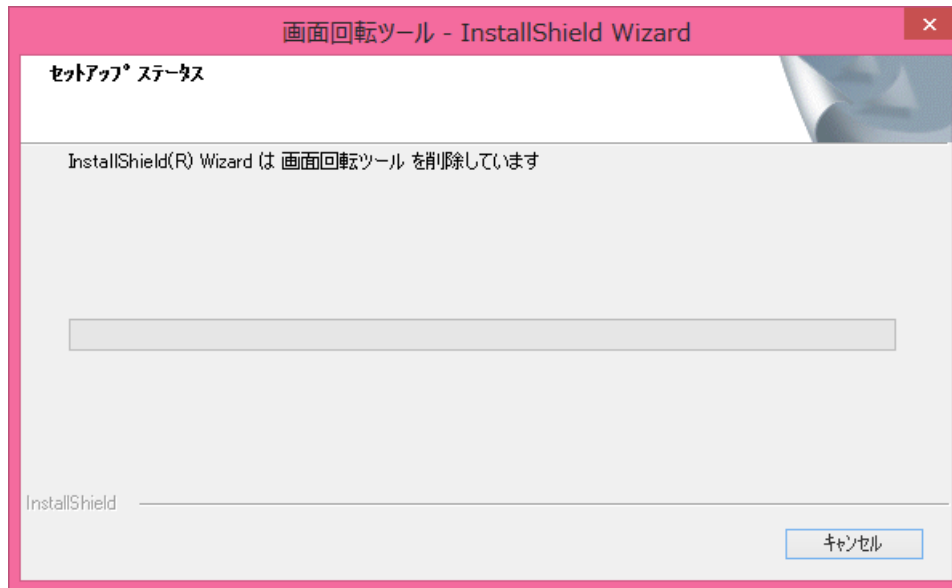 画面回転ツール - InstallShield Wizard
セットアップ ステータス
InstallShield(R) Wizard は 画面回転ツール を削除しています
InstallShield
キャンセル